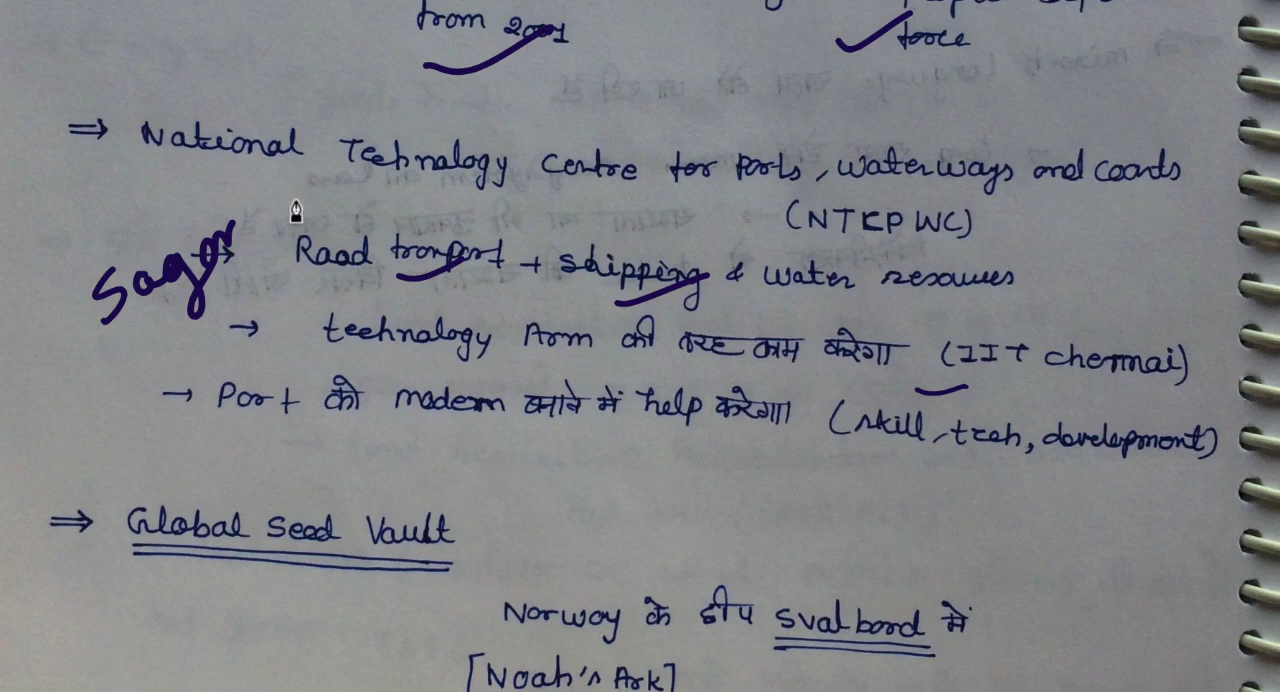 from 2001
force
⇒ National Technology Centre for Ports, waterways and coasts
(NTCPWC)
Sagar → Road transport + Shipping & water resources
→ technology Arm की तरह काम करेगा (IIT chennai)
→ Port को modern बनाने में help करेगा (skill, tech, development)
⇒ Global Seed Vault
Norway के द्वीप svalbard में
[Noah's Ark]